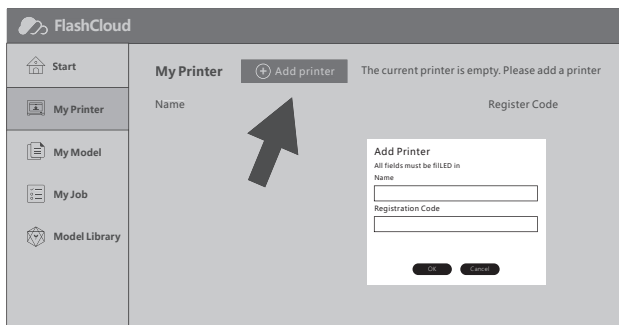 FlashCloud
Start
My Printer
My Model
My Job
Model Library
My Printer
Add printer
The current printer is empty. Please add a printer
Name
Register Code
Add Printer
All fields must be filLED in
Name
Registration Code
OK
Cancel